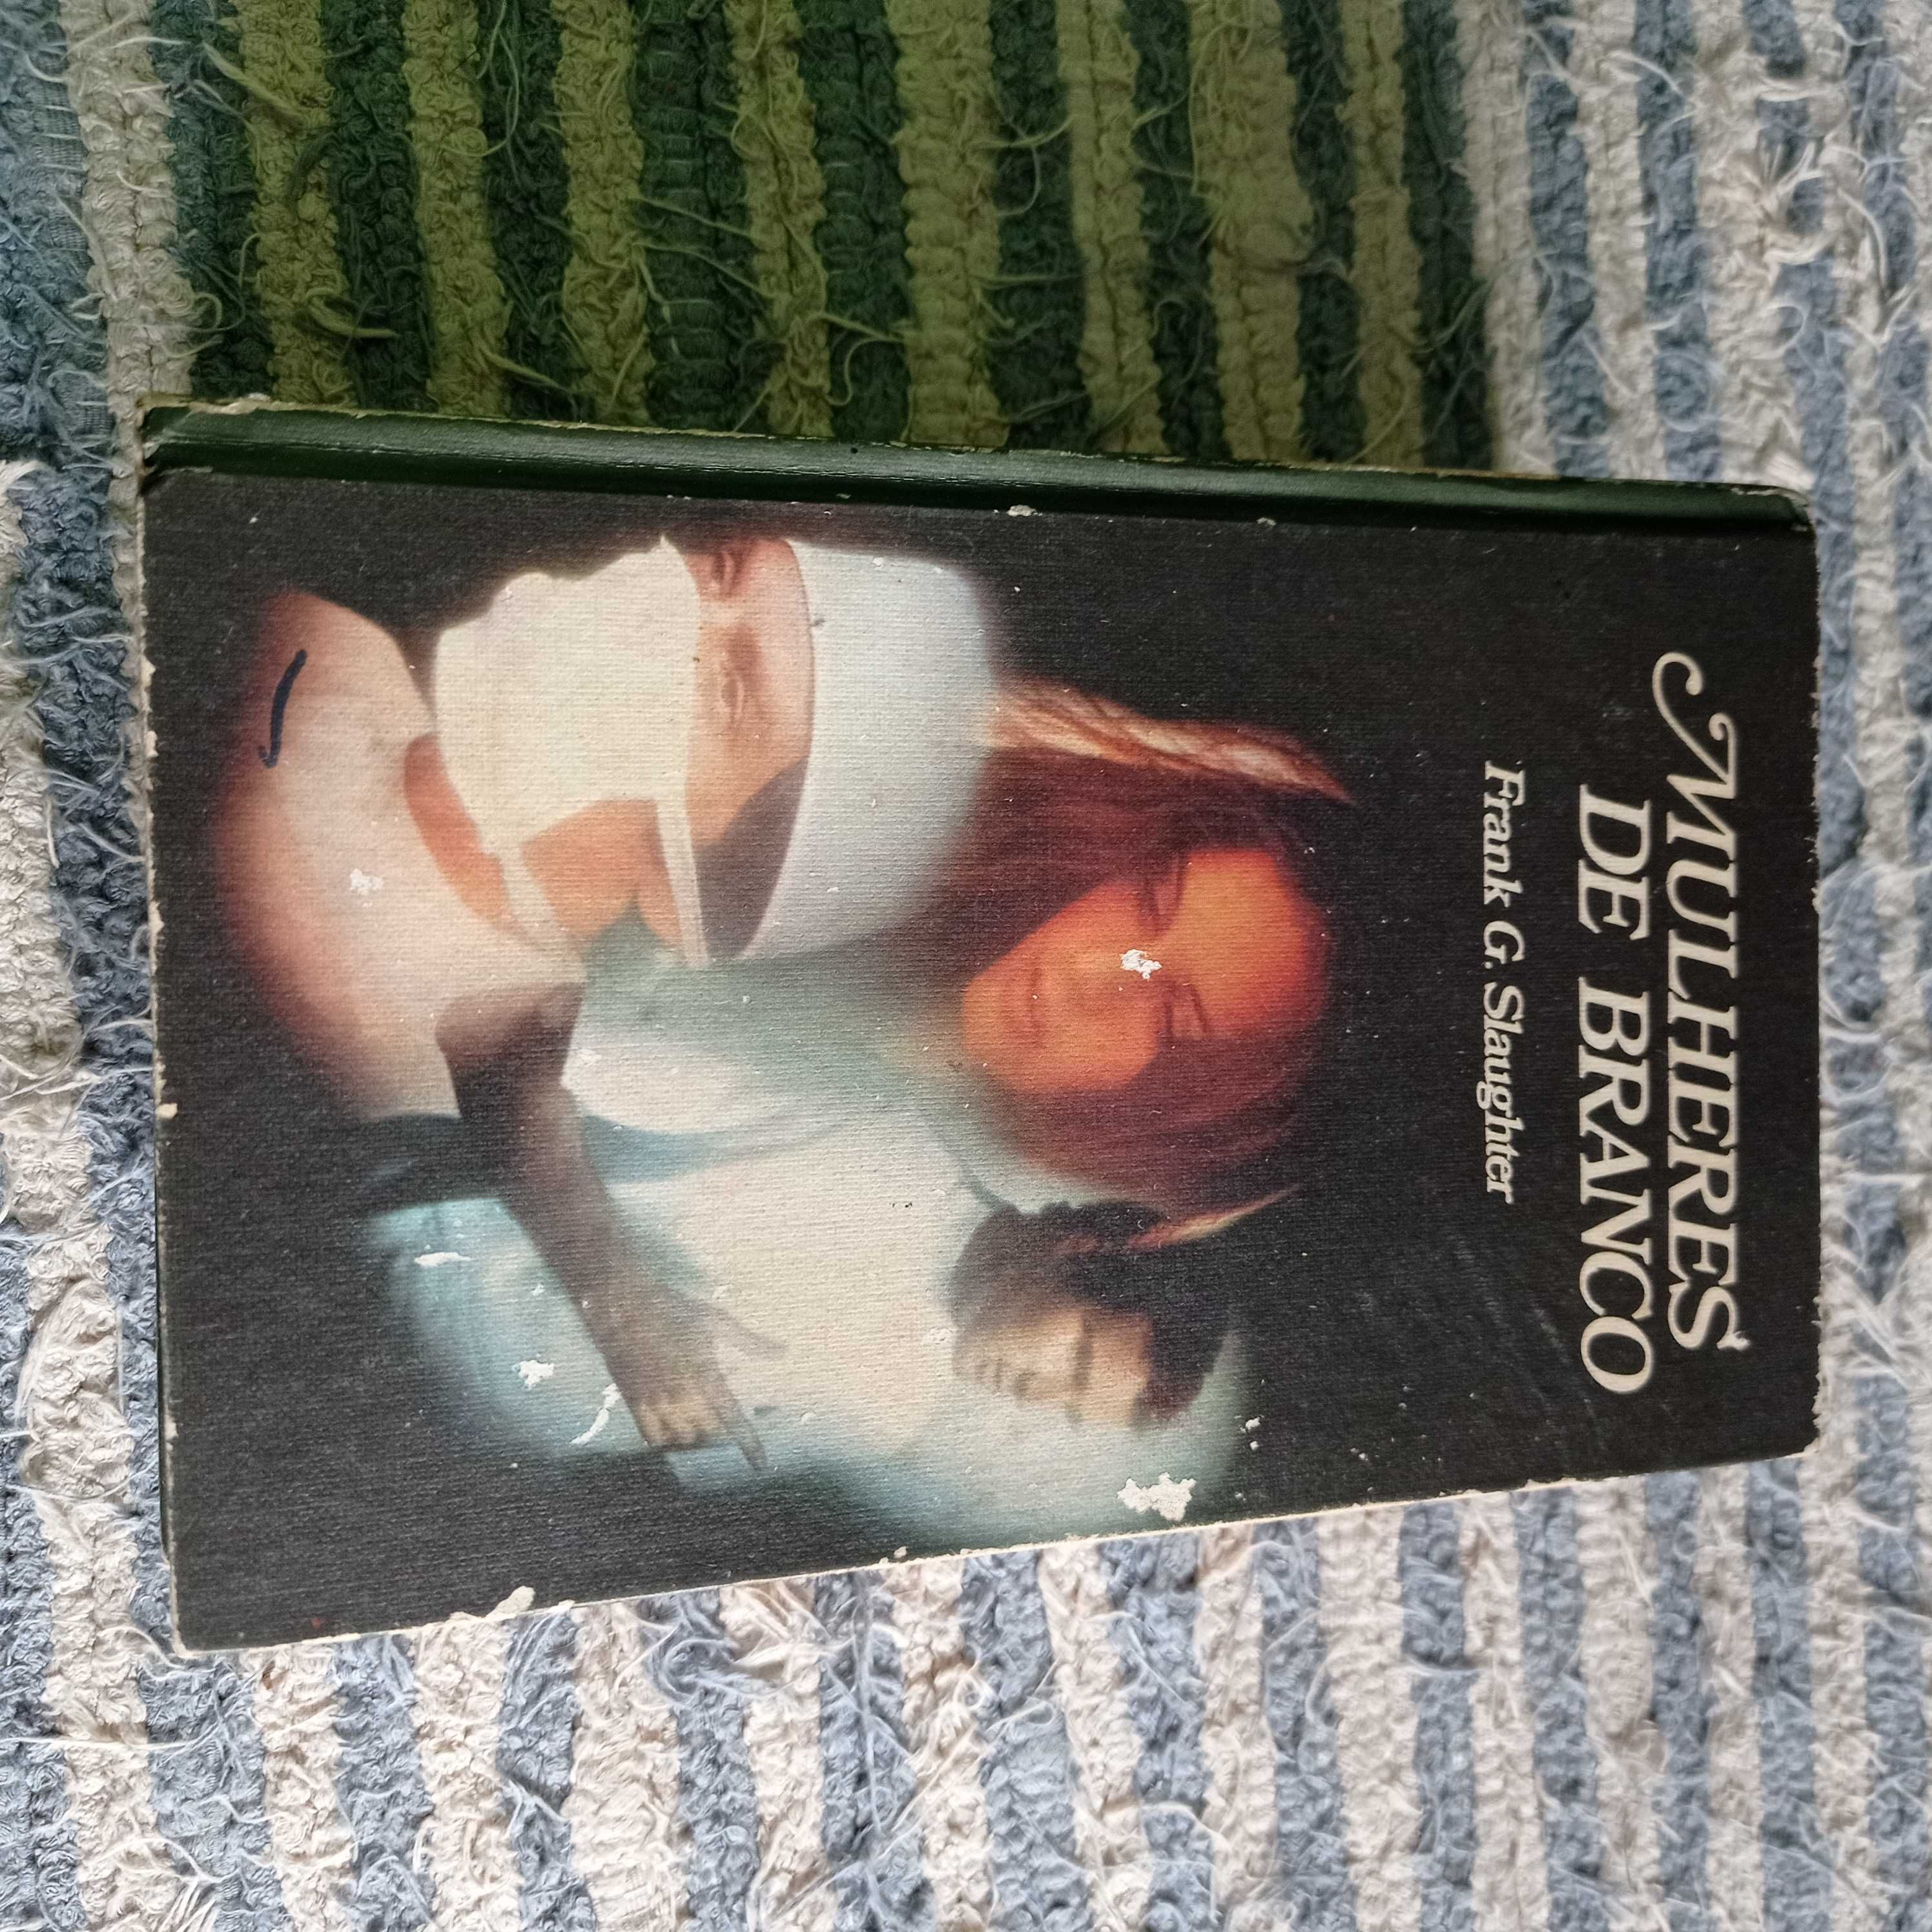 MULHERES
DE BRANCO
Frank G. Slaughter